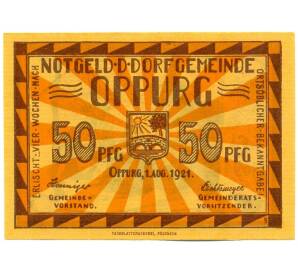 NOTGELD·D·DORFGEMEINDE
OPPURG
ERLISCHT·VIER·WOCHEN·NACH
ORTSÜBLICHER·BEKANNTGABE
50 50
PFG PFG
OPPURG, 1. AUG. 1921.
GEMEINDE- GEMEINDERATS-
VORSTAND. VORSITZENDER.